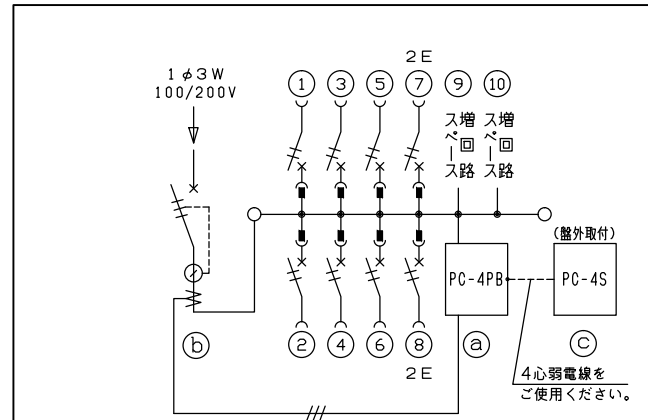 1φ3W
100/200V
2E
① ③ ⑤ ⑦ ⑨ ⑩
増回路
スペース
増回路
スペース
(盤外取付)
PC-4PB
PC-4S
ⓑ ② ④ ⑥ ⑧ ⓐ ⓒ
2E
4心弱電線を
ご使用ください。